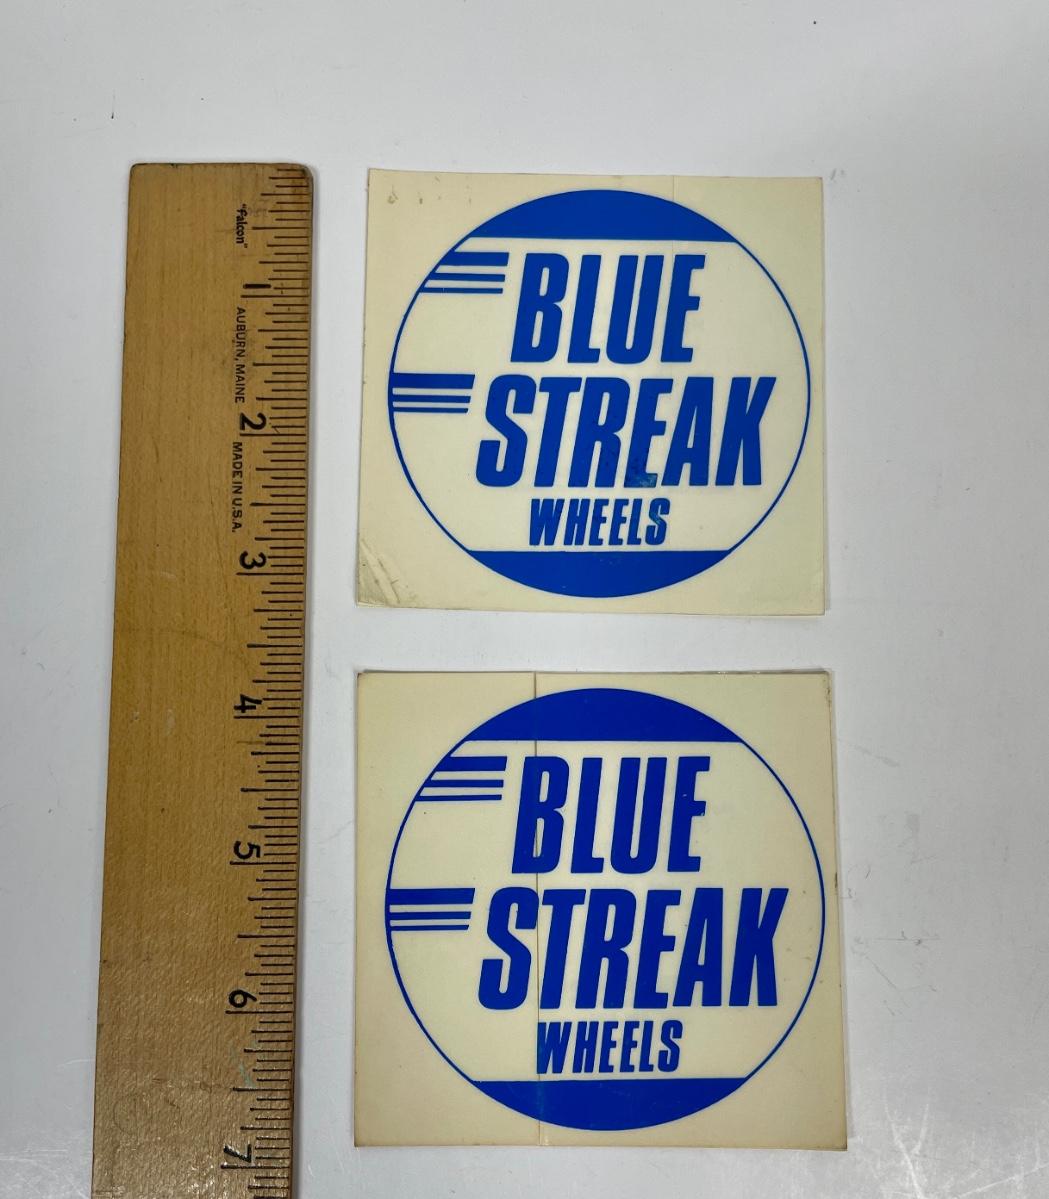 "Falcon"
AUBURN, MAINE
MADE IN U.S.A.
1
2
3
4
5
6
7
BLUE
STREAK
WHEELS
BLUE
STREAK
WHEELS